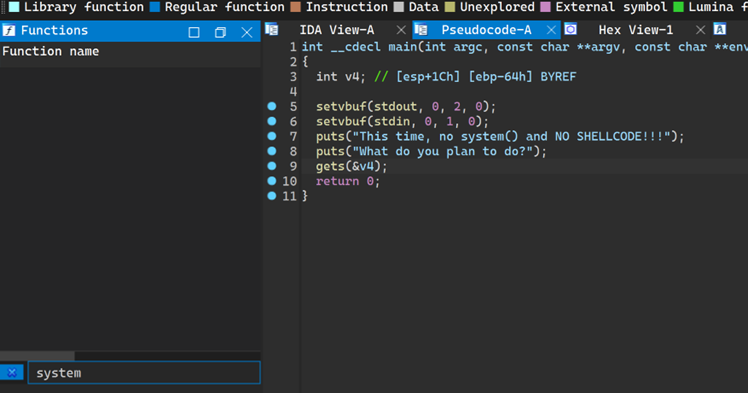 Library function Regular function Instruction Data Unexplored External symbol Lumina f
Functions
Function name
system
IDA View-A Pseudocode-A Hex View-1
1 int __cdecl main(int argc, const char **argv, const char **env
2 {
3 int v4; // [esp+1Ch] [ebp-64h] BYREF
4
5 setvbuf(stdout, 0, 2, 0);
6 setvbuf(stdin, 0, 1, 0);
7 puts("This time, no system() and NO SHELLCODE!!!");
8 puts("What do you plan to do?");
9 gets(&v4);
10 return 0;
11 }